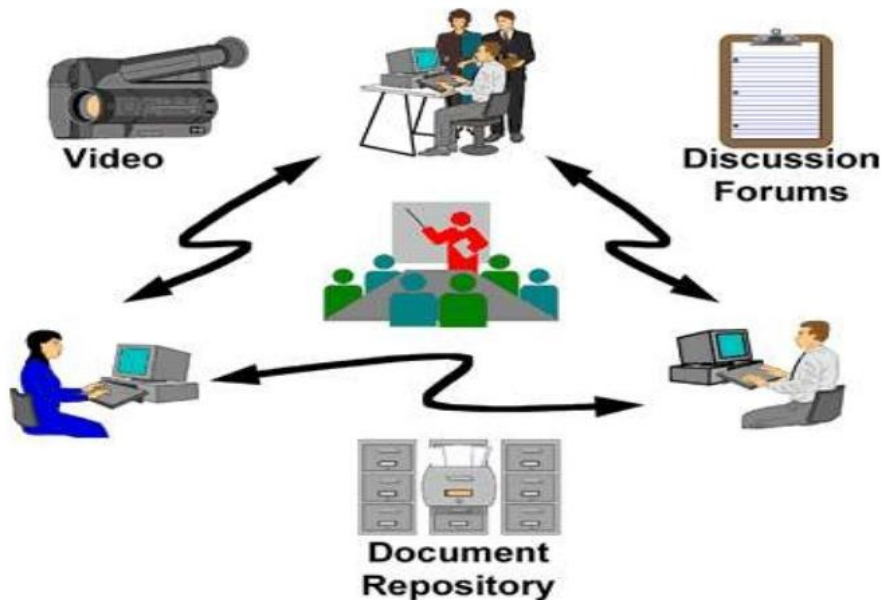 Video
Discussion
Forums
Document
Repository